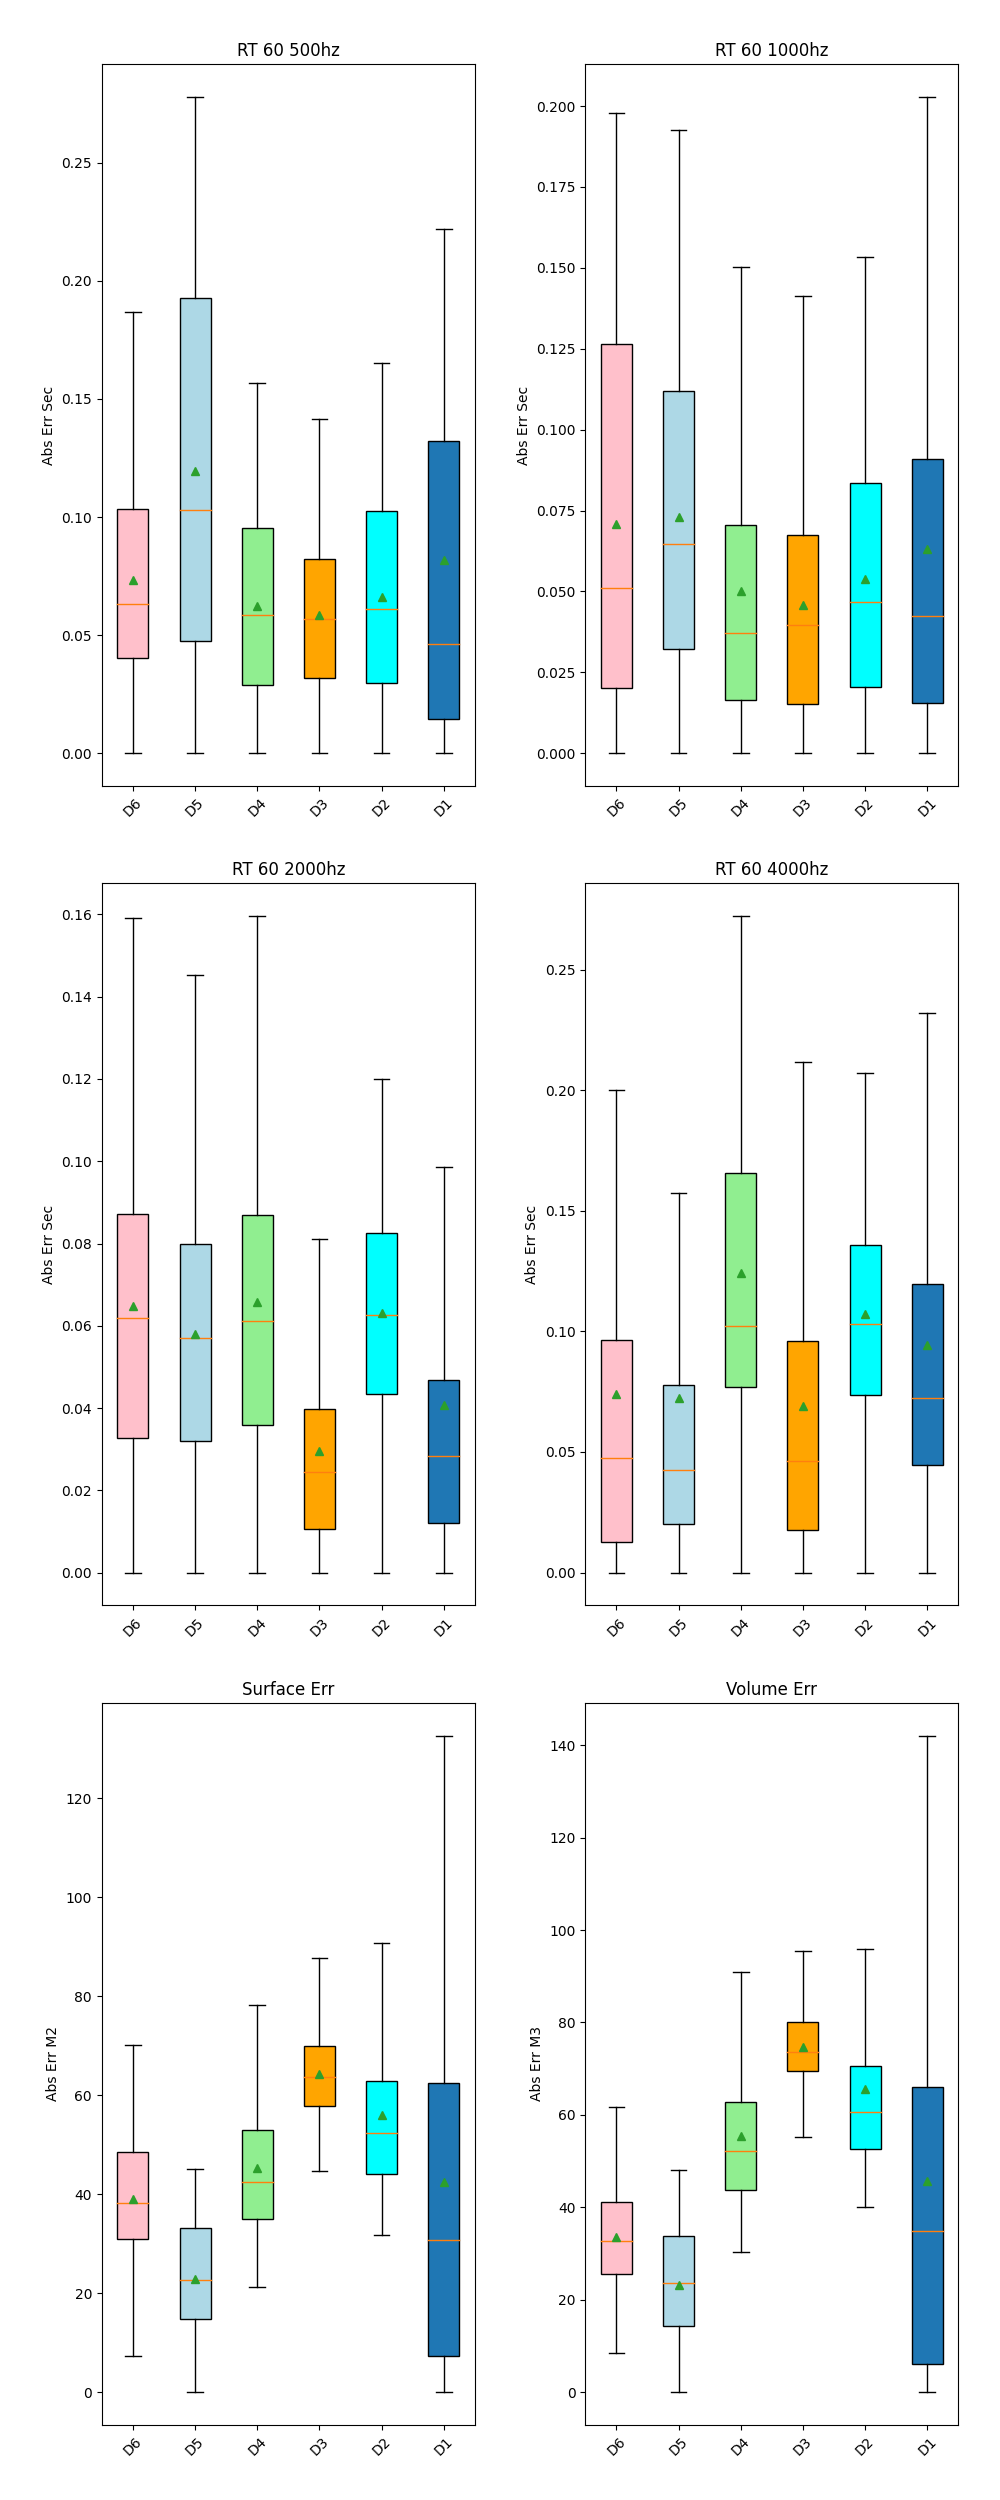 RT 60 500hz
Abs Err Sec
0.25
0.20
0.15
0.10
0.05
0.00
D6 D5 D4 D3 D2 D1
RT 60 1000hz
Abs Err Sec
0.200
0.175
0.150
0.125
0.100
0.075
0.050
0.025
0.000
D6 D5 D4 D3 D2 D1
RT 60 2000hz
Abs Err Sec
0.16
0.14
0.12
0.10
0.08
0.06
0.04
0.02
0.00
D6 D5 D4 D3 D2 D1
RT 60 4000hz
Abs Err Sec
0.25
0.20
0.15
0.10
0.05
0.00
D6 D5 D4 D3 D2 D1
Surface Err
Abs Err M2
120
100
80
60
40
20
0
D6 D5 D4 D3 D2 D1
Volume Err
Abs Err M3
140
120
100
80
60
40
20
0
D6 D5 D4 D3 D2 D1